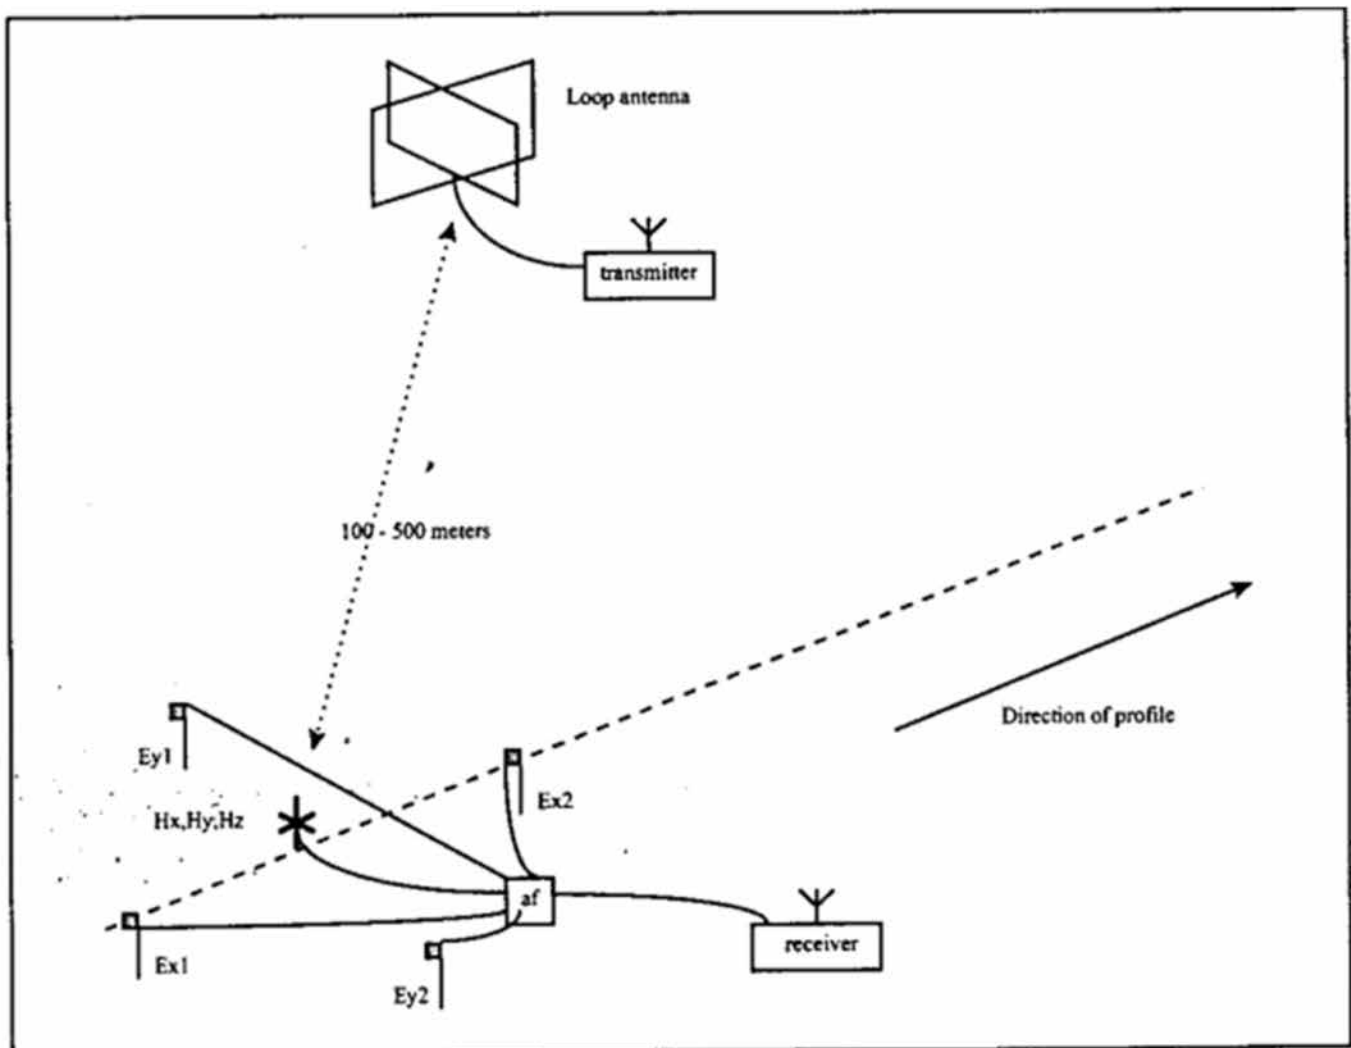 Loop antenna
transmitter
100 - 500 meters
Direction of profile
Ey1
Ex2
Hx,Hy,Hz
af
receiver
Ex1
Ey2